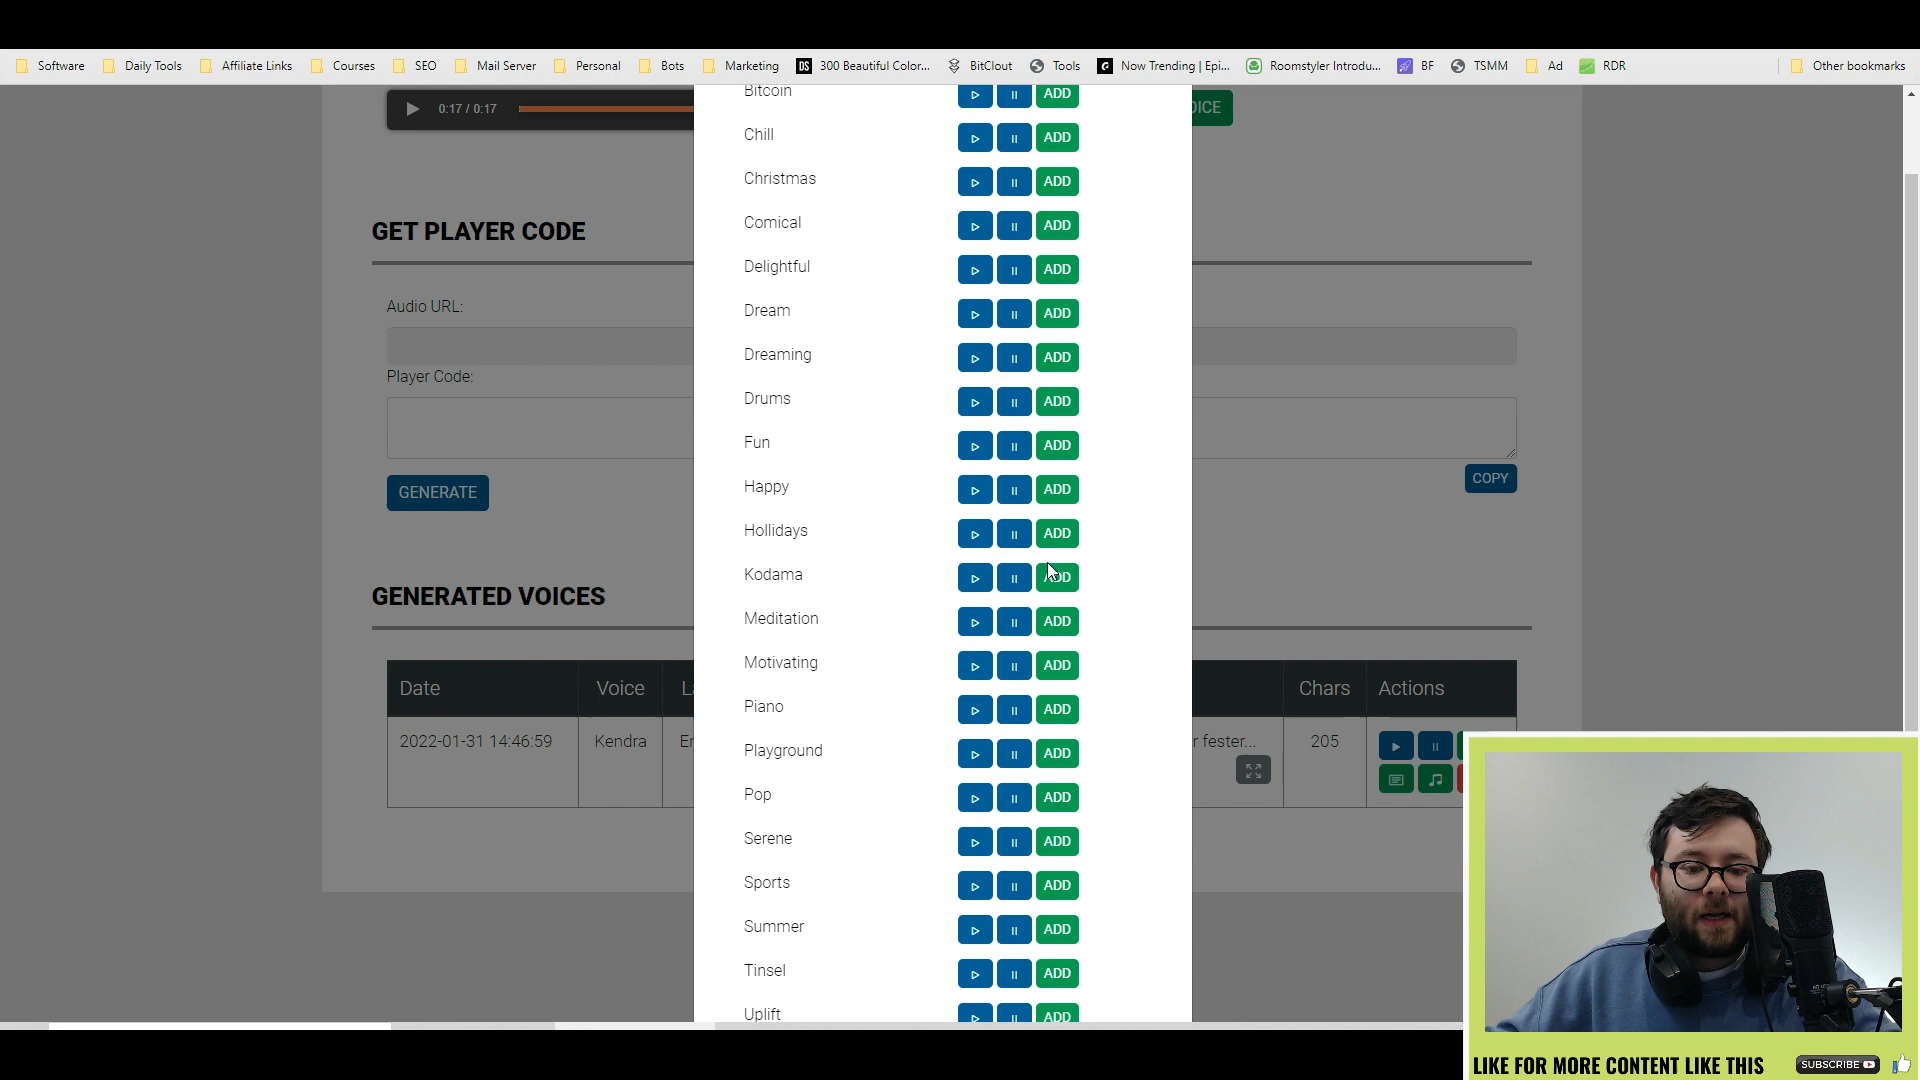 Software Daily Tools Affiliate Links Courses SEO Mail Server Personal Bots Marketing DS 300 Beautiful Color... BitClout Tools Now Trending | Epi... Roomstyler Introdu... BF TSMM Ad RDR Other bookmarks
0:17 / 0:17
OICE
Bitcoin ADD
Chill ADD
Christmas ADD
Comical ADD
Delightful ADD
Dream ADD
Dreaming ADD
Drums ADD
Fun ADD
Happy ADD
Hollidays ADD
Kodama ADD
Meditation ADD
Motivating ADD
Piano ADD
Playground ADD
Pop ADD
Serene ADD
Sports ADD
Summer ADD
Tinsel ADD
Uplift ADD
GET PLAYER CODE
Audio URL:
Player Code:
GENERATE
COPY
GENERATED VOICES
Date Voice Chars Actions
2022-01-31 14:46:59 Kendra r fester... 205
LIKE FOR MORE CONTENT LIKE THIS SUBSCRIBE